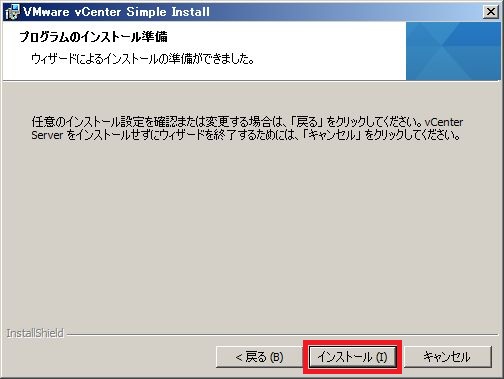 VMware vCenter Simple Install
プログラムのインストール準備
ウィザードによるインストールの準備ができました。
任意のインストール設定を確認または変更する場合は、「戻る」をクリックしてください。vCenter
Server をインストールせずにウィザードを終了するためには、「キャンセル」をクリックしてください。
InstallShield
< 戻る (B)
インストール (I)
キャンセル